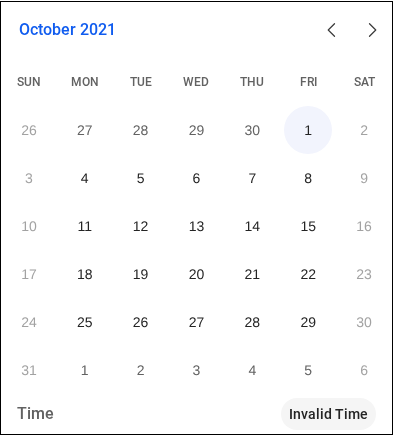 October 2021
SUN MON TUE WED THU FRI SAT
26 27 28 29 30 1 2
3 4 5 6 7 8 9
10 11 12 13 14 15 16
17 18 19 20 21 22 23
24 25 26 27 28 29 30
31 1 2 3 4 5 6
Time Invalid Time